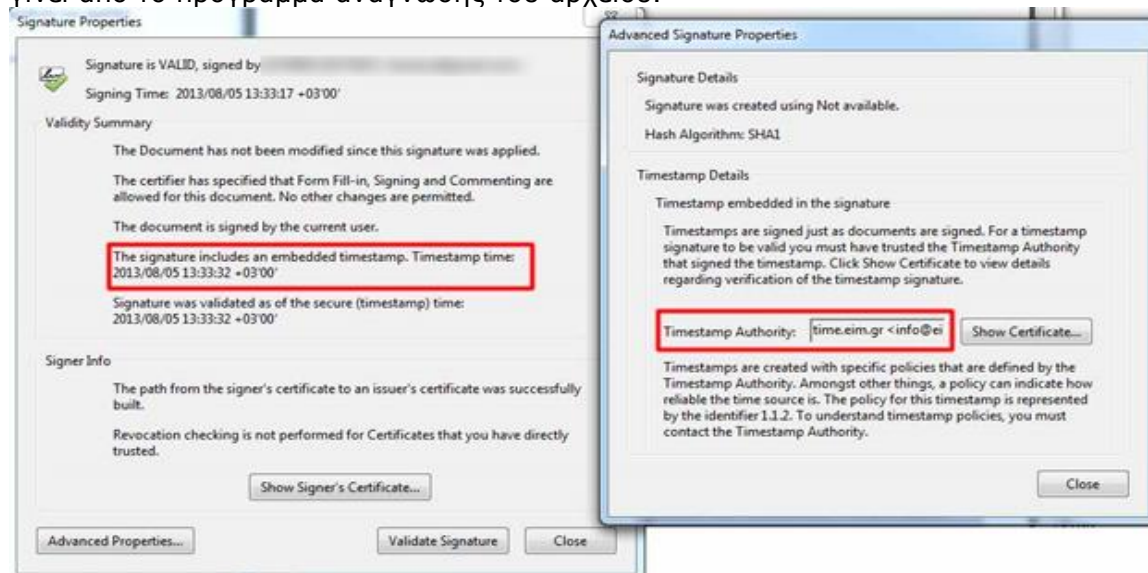 γίνει από το πρόγραμμα ανάγνωσης του αρχείου.
Signature Properties
Signature is VALID, signed by
Signing Time: 2013/08/05 13:33:17 +03'00'
Validity Summary
The Document has not been modified since this signature was applied.
The certifier has specified that Form Fill-in, Signing and Commenting are
allowed for this document. No other changes are permitted.
The document is signed by the current user.
The signature includes an embedded timestamp. Timestamp time:
2013/08/05 13:33:32 +03'00'
Signature was validated as of the secure (timestamp) time:
2013/08/05 13:33:32 +03'00'
Signer Info
The path from the signer's certificate to an issuer's certificate was successfully
built.
Revocation checking is not performed for Certificates that you have directly
trusted.
Show Signer's Certificate...
Advanced Properties...
Validate Signature
Close
Advanced Signature Properties
Signature Details
Signature was created using Not available.
Hash Algorithm: SHA1
Timestamp Details
Timestamp embedded in the signature
Timestamps are signed just as documents are signed. For a timestamp
signature to be valid you must have trusted the Timestamp Authority
that signed the timestamp. Click Show Certificate to view details
regarding verification of the timestamp signature.
Timestamp Authority: time.eim.gr <info@ei
Show Certificate...
Timestamps are created with specific policies that are defined by the
Timestamp Authority. Amongst other things, a policy can indicate how
reliable the time source is. The policy for this timestamp is represented
by the identifier 1.1.2. To understand timestamp policies, you must
contact the Timestamp Authority.
Close